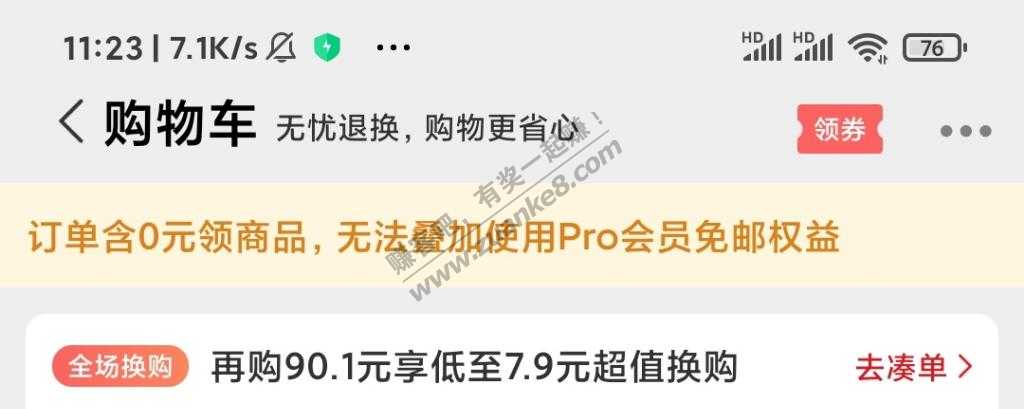 11:23 | 7.1K/s HD HD 76
购物车 无忧退换，购物更省心 领券
订单含0元领商品，无法叠加使用Pro会员免邮权益
全场换购 再购90.1元享低至7.9元超值换购 去凑单
赚客吧，有奖一起赚！
www.zuanke8.com